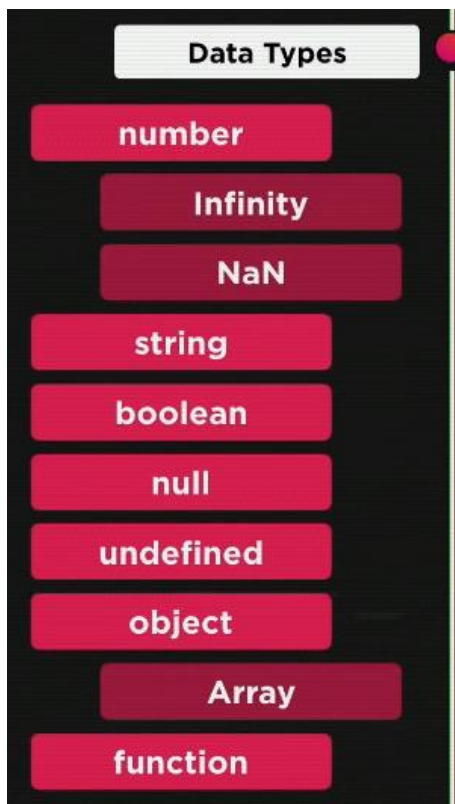 Data Types
number
Infinity
NaN
string
boolean
null
undefined
object
Array
function